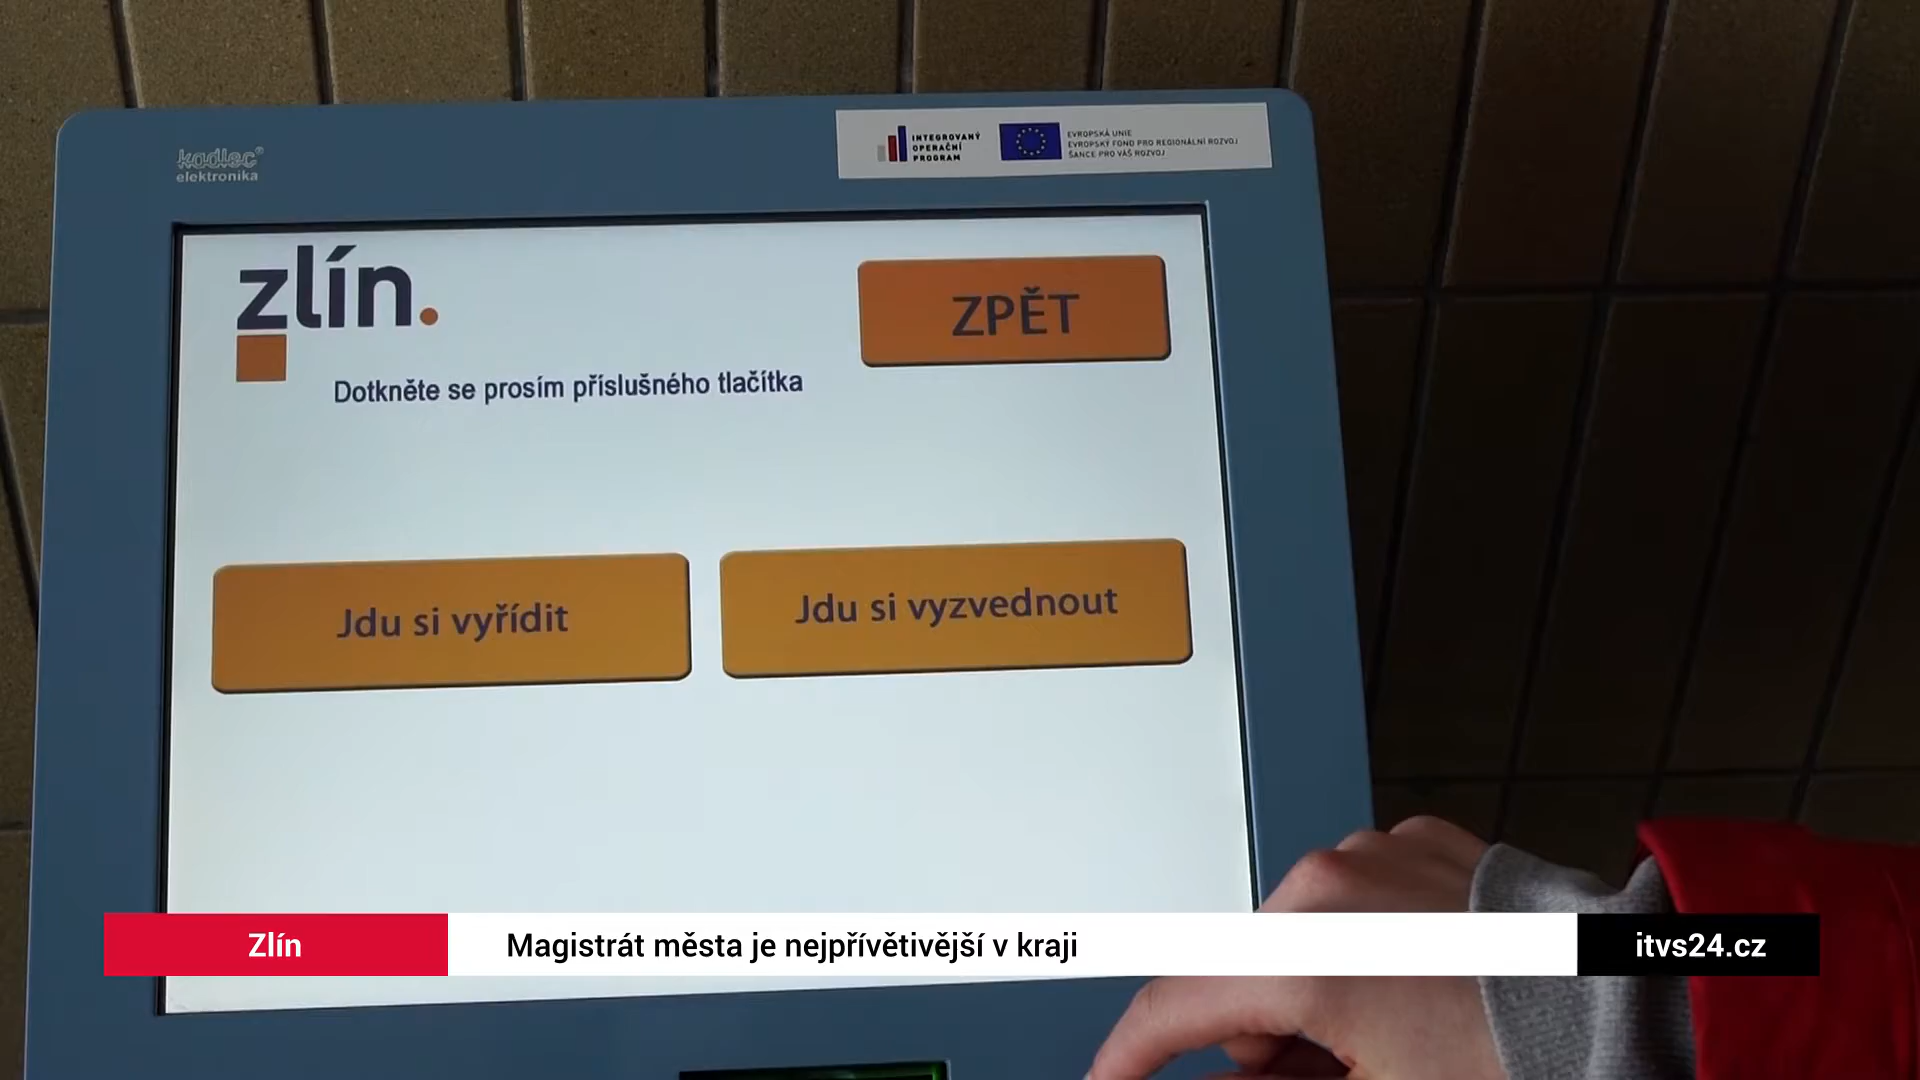 kadlec®
elektronika
INTEGROVANÝ
OPERAČNÍ
PROGRAM
EVROPSKÁ UNIE
EVROPSKÝ FOND PRO REGIONÁLNÍ ROZVOJ
ŠANCE PRO VÁŠ ROZVOJ
zlín.
ZPĚT
Dotkněte se prosím příslušného tlačítka
Jdu si vyřídit
Jdu si vyzvednout
Zlín
Magistrát města je nejpřívětivější v kraji
itvs24.cz